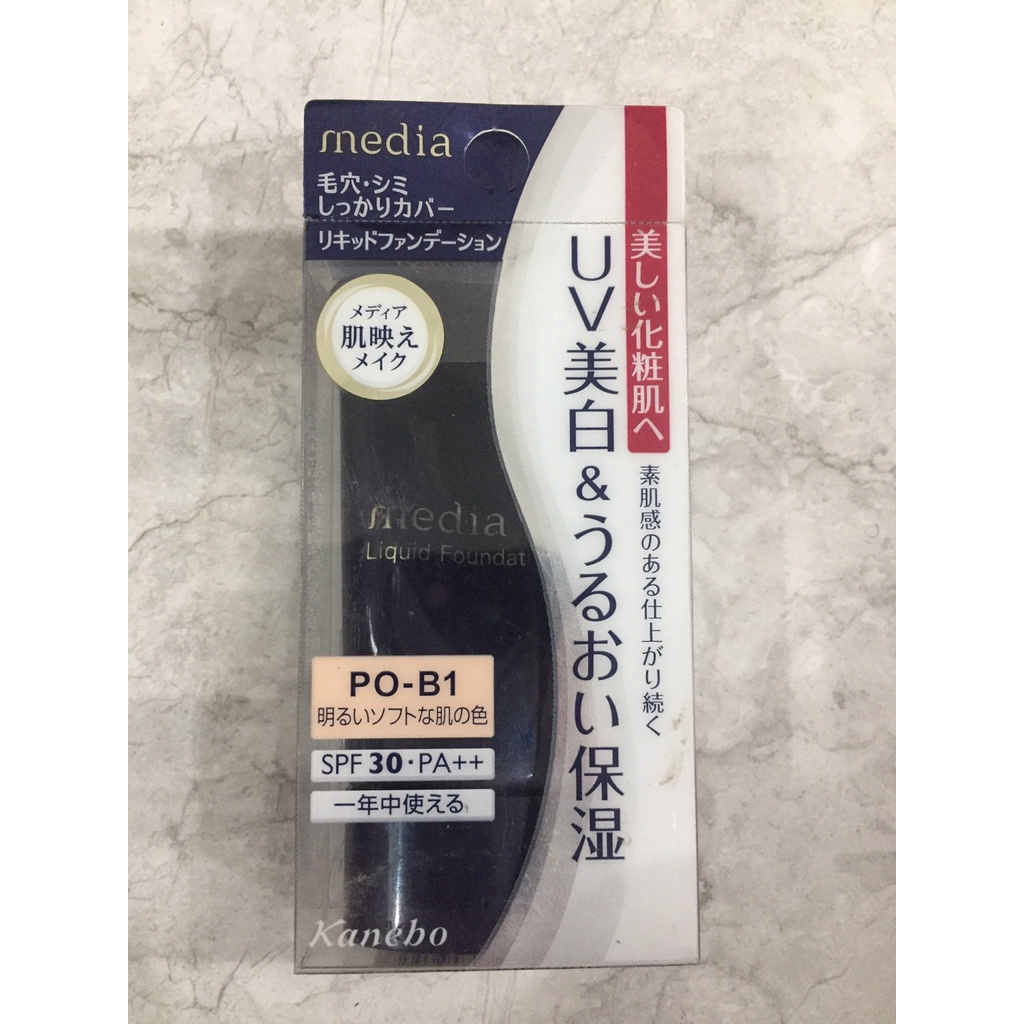 media
毛穴・シミ
しっかりカバー
リキッドファンデーション
メディア
肌映え
メイク
美しい化粧肌へ
UV美白&うるおい保湿
素肌感のある仕上がり続く
media
Liquid Foundat
PO-B1
明るいソフトな肌の色
SPF 30・PA++
一年中使える
Kanebo